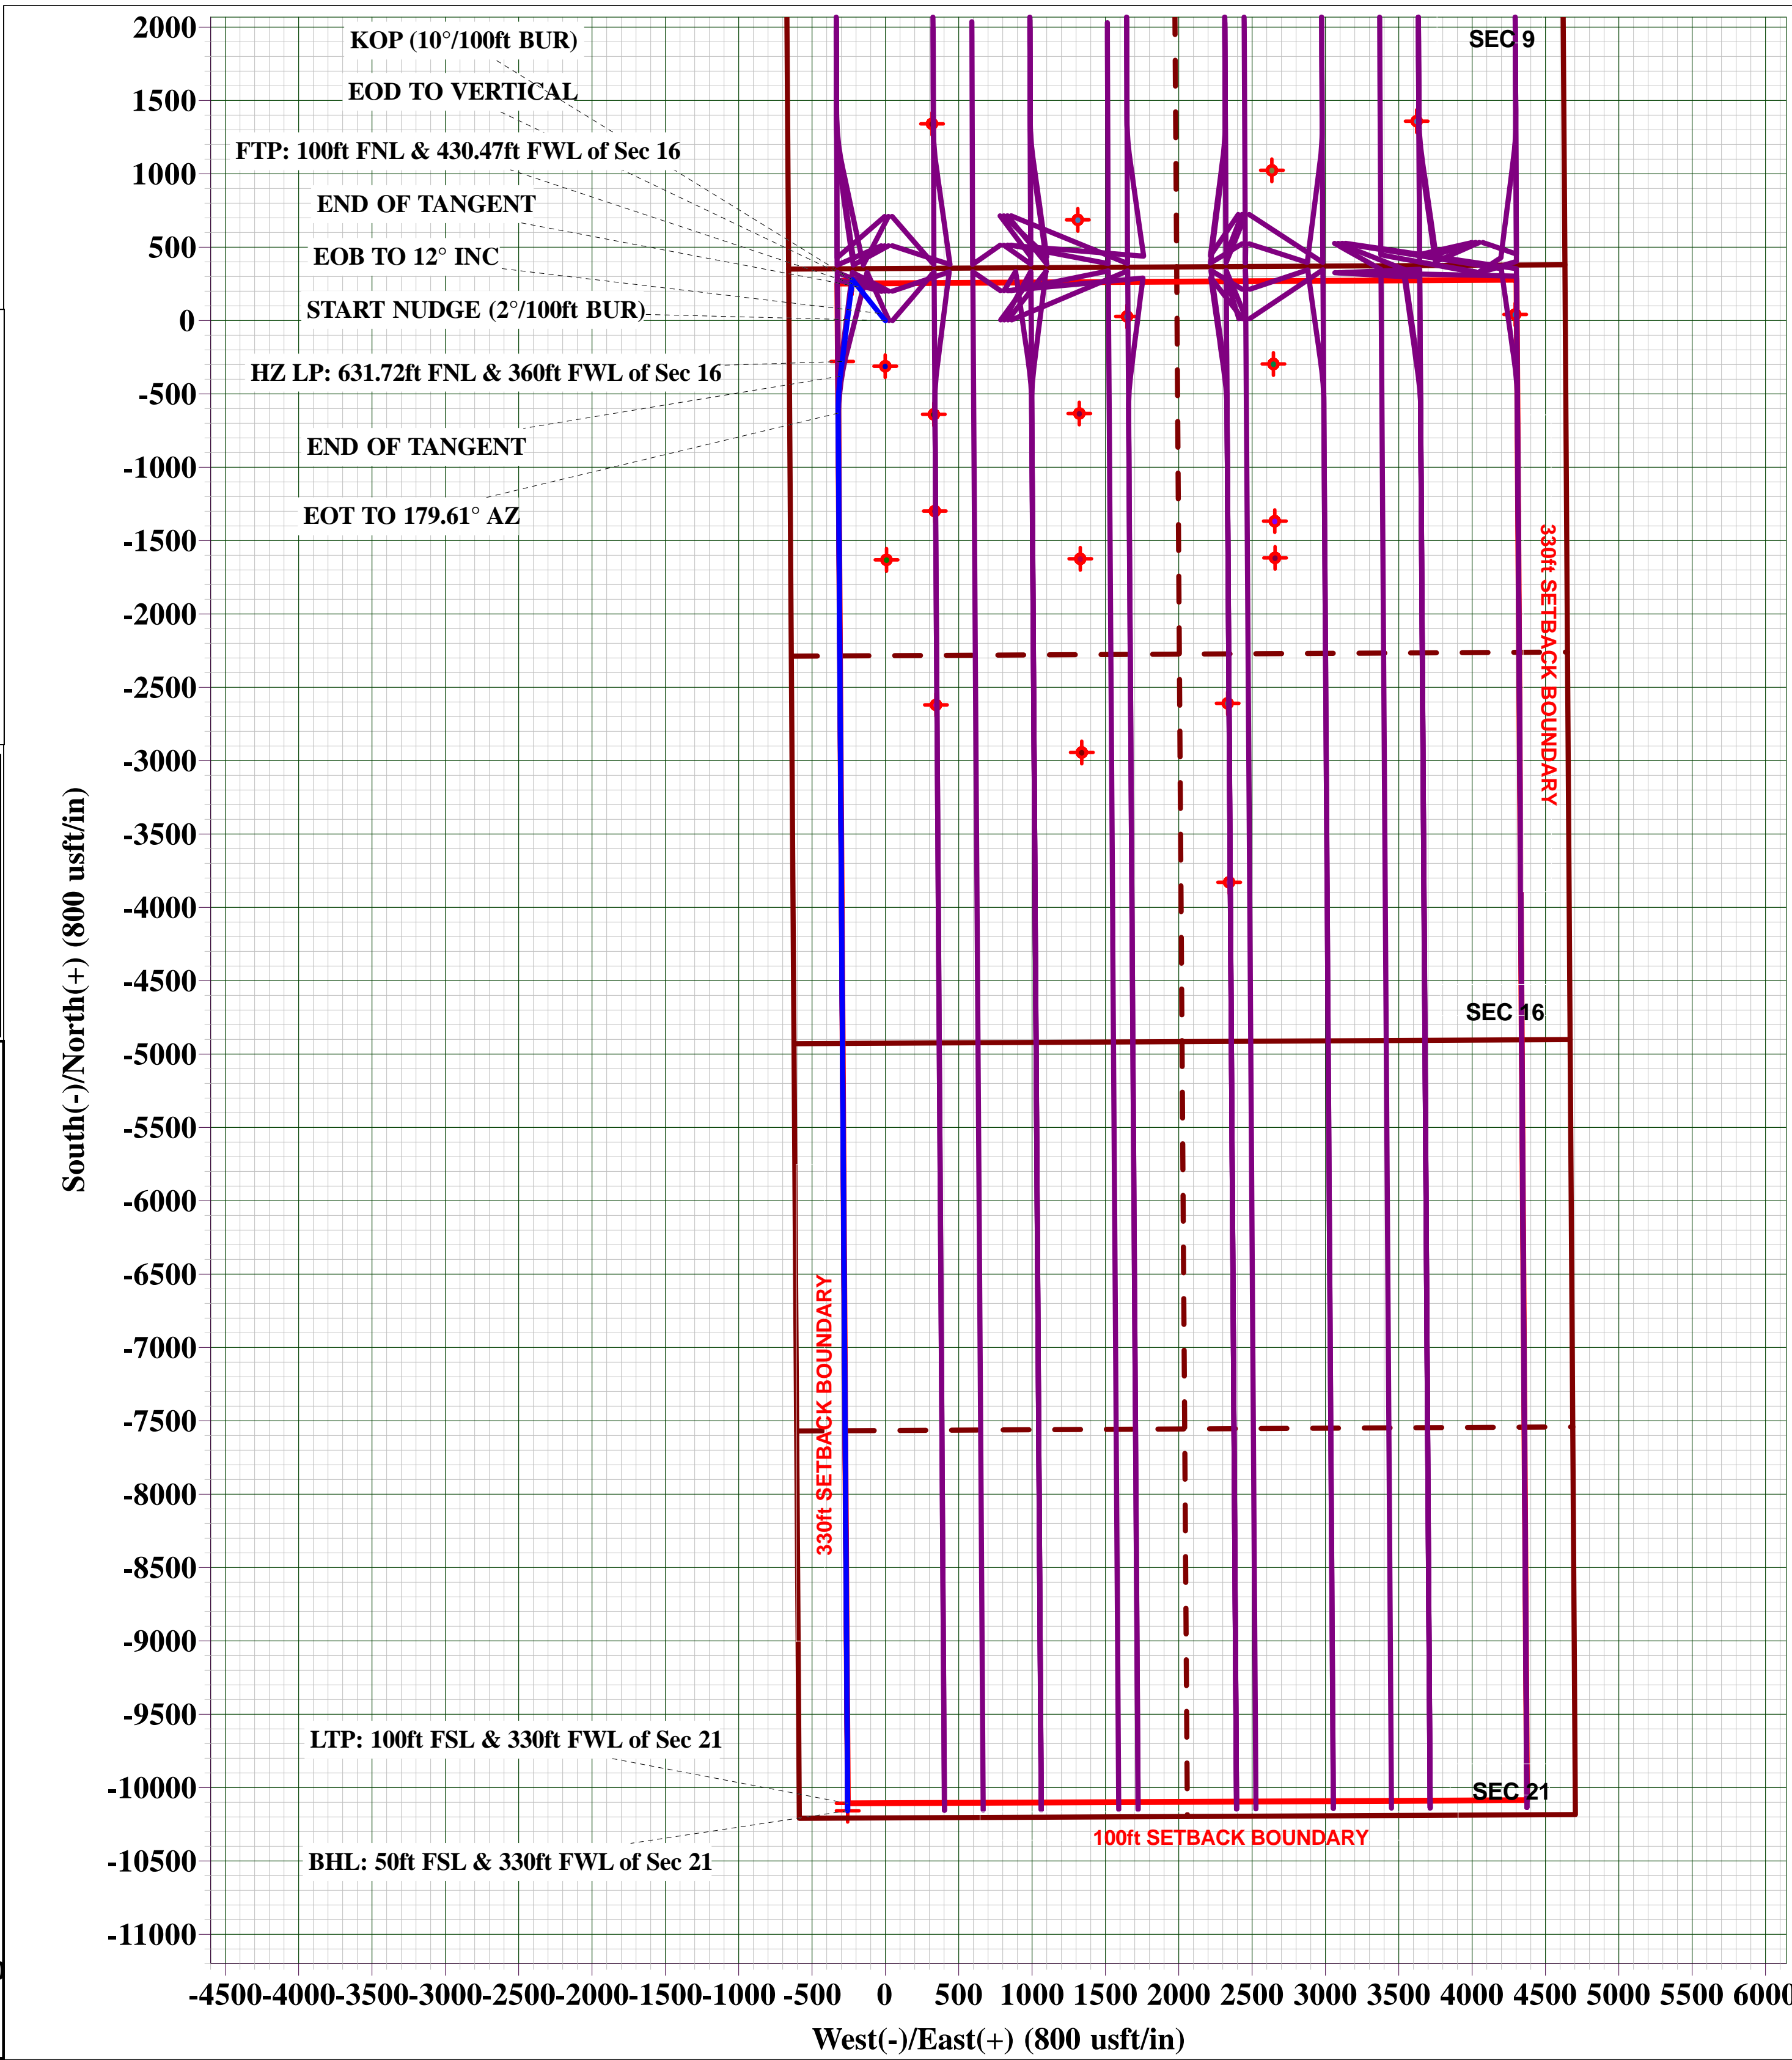 2000
1500
1000
500
0
-500
-1000
-1500
-2000
-2500
-3000
-3500
-4000
-4500
-5000
-5500
-6000
-6500
-7000
-7500
-8000
-8500
-9000
-9500
-10000
-10500
-11000
South(-)/North(+) (800 usft/in)
KOP (10°/100ft BUR)
EOD TO VERTICAL
FTP: 100ft FNL & 430.47ft FWL of Sec 16
END OF TANGENT
EOB TO 12° INC
START NUDGE (2°/100ft BUR)
HZ LP: 631.72ft FNL & 360ft FWL of Sec 16
END OF TANGENT
EOT TO 179.61° AZ
SEC 9
330ft SETBACK BOUNDARY
SEC 16
330ft SETBACK BOUNDARY
LTP: 100ft FSL & 330ft FWL of Sec 21
SEC 21
100ft SETBACK BOUNDARY
BHL: 50ft FSL & 330ft FWL of Sec 21
-4500 -4000 -3500 -3000 -2500 -2000 -1500 -1000 -500 0 500 1000 1500 2000 2500 3000 3500 4000 4500 5000 5500 6000
West(-)/East(+) (800 usft/in)